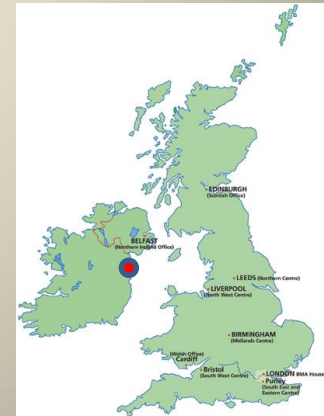 EDINBURGH
(Scottish Office)
BELFAST
(Northern Ireland Office)
LEEDS (Northern Centre)
LIVERPOOL
(North West Centre)
BIRMINGHAM
(Midlands Centre)
(Welsh Office)
Cardiff
Bristol
(South West Centre)
LONDON BMA House
Purley
(South East and
Eastern Centre)